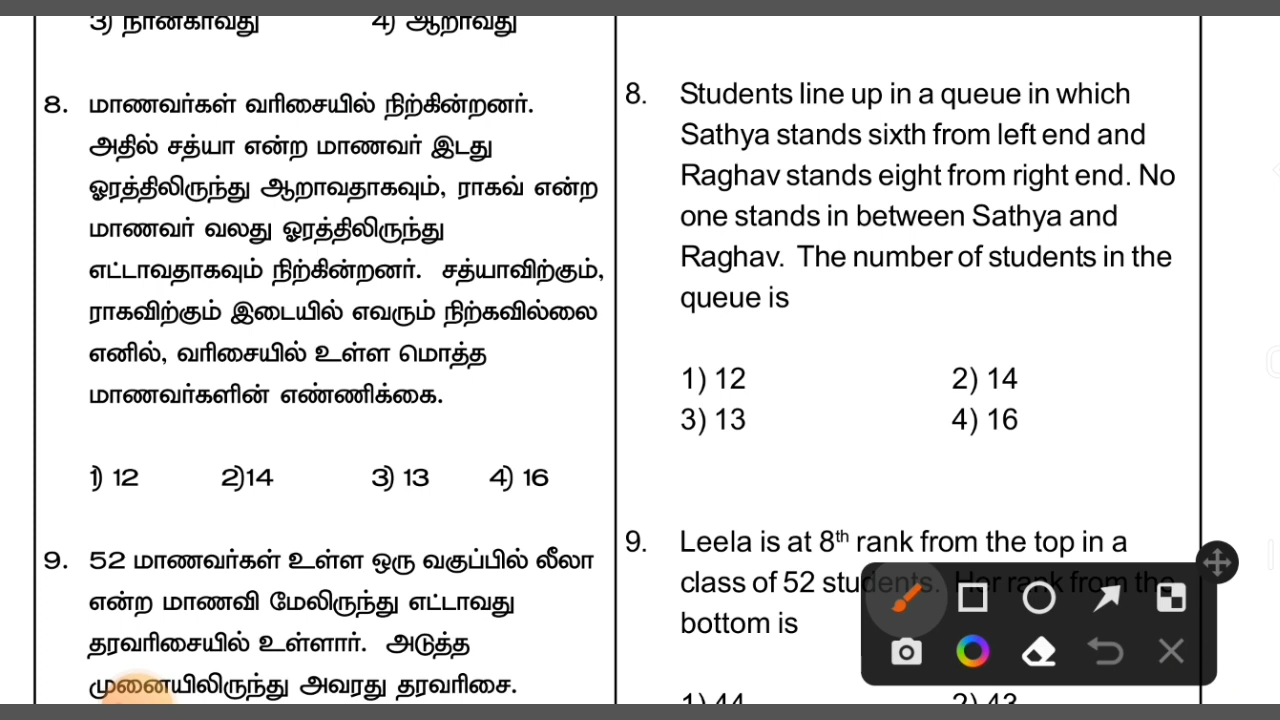 3) நான்காவது 4) ஆறாவது
8. மாணவர்கள் வரிசையில் நிற்கின்றனர்.
அதில் சத்யா என்ற மாணவர் இடது
ஓரத்திலிருந்து ஆறாவதாகவும், ராகவ் என்ற
மாணவர் வலது ஓரத்திலிருந்து
எட்டாவதாகவும் நிற்கின்றனர். சத்யாவிற்கும்,
ராகவிற்கும் இடையில் எவரும் நிற்கவில்லை
எனில், வரிசையில் உள்ள மொத்த
மாணவர்களின் எண்ணிக்கை.
1) 12 2)14 3) 13 4) 16
9. 52 மாணவர்கள் உள்ள ஒரு வகுப்பில் லீலா
என்ற மாணவி மேலிருந்து எட்டாவது
தரவரிசையில் உள்ளார். அடுத்த
முனையிலிருந்து அவரது தரவரிசை.
8. Students line up in a queue in which
Sathya stands sixth from left end and
Raghav stands eight from right end. No
one stands in between Sathya and
Raghav. The number of students in the
queue is
1) 12 2) 14
3) 13 4) 16
9. Leela is at 8th rank from the top in a
class of 52 students. Her rank from the
bottom is
1) 44 2) 43